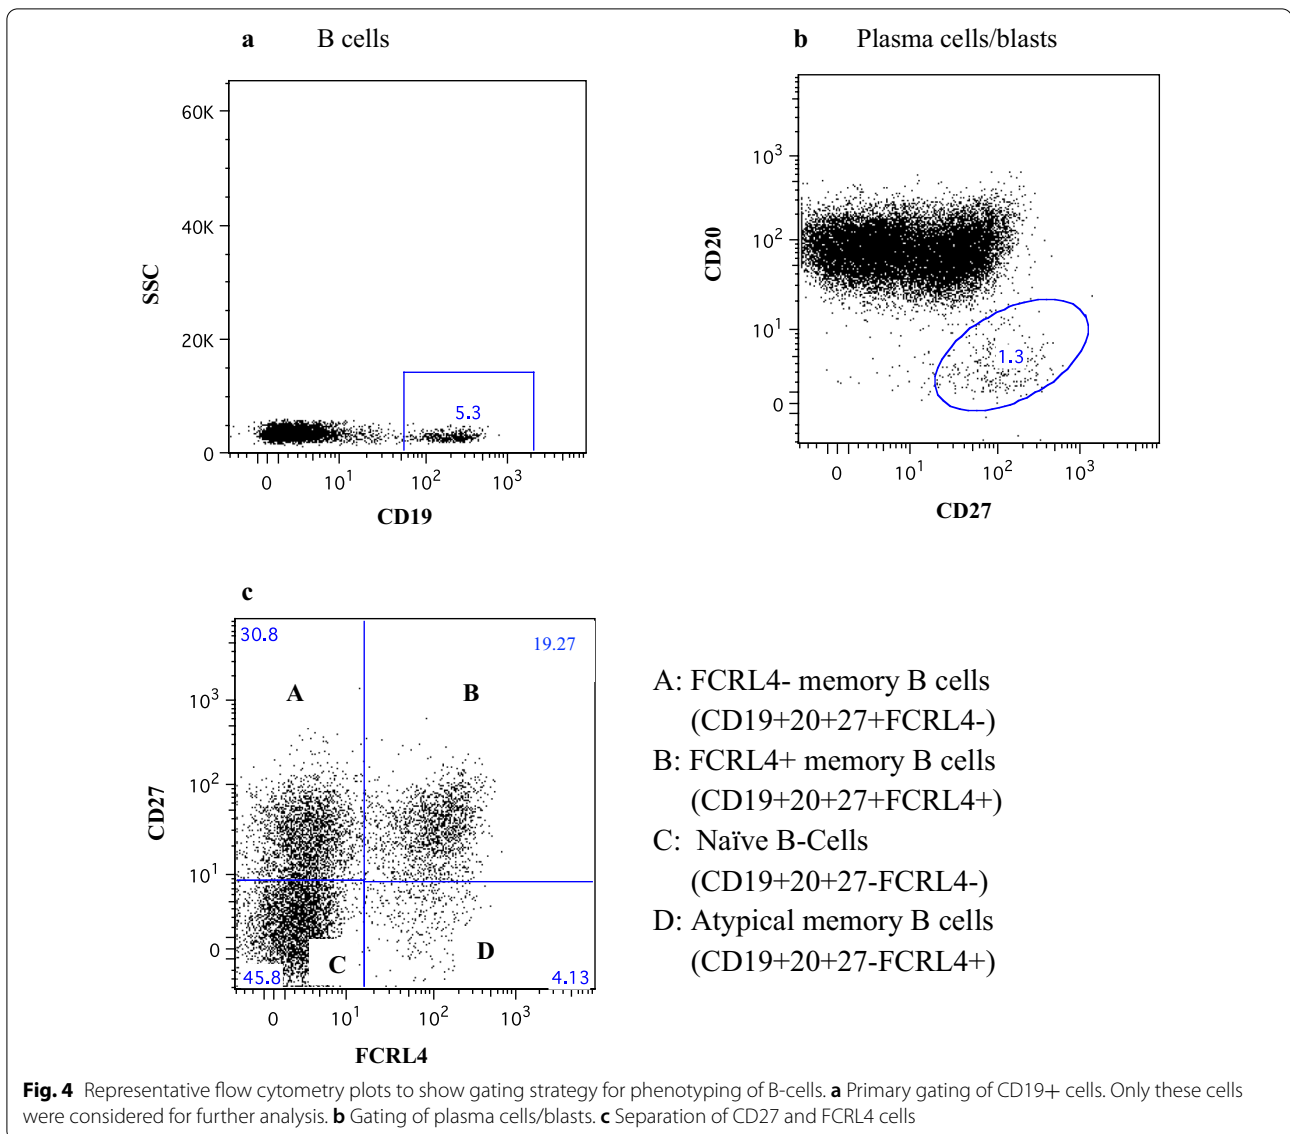 a B cells
60K
40K
SSC
20K
5.3
0
0 10¹ 10² 10³
CD19
b Plasma cells/blasts
10³
10²
CD20
10¹
1.3
0
0 10¹ 10² 10³
CD27
c
30.8
19.27
A
B
10³
10²
CD27
10¹
0
C
D
45.8
4.13
0 10¹ 10² 10³
FCRL4
A: FCRL4- memory B cells
(CD19+20+27+FCRL4-)
B: FCRL4+ memory B cells
(CD19+20+27+FCRL4+)
C: Naïve B-Cells
(CD19+20+27-FCRL4-)
D: Atypical memory B cells
(CD19+20+27-FCRL4+)
Fig. 4 Representative flow cytometry plots to show gating strategy for phenotyping of B-cells. a Primary gating of CD19+ cells. Only these cells
were considered for further analysis. b Gating of plasma cells/blasts. c Separation of CD27 and FCRL4 cells